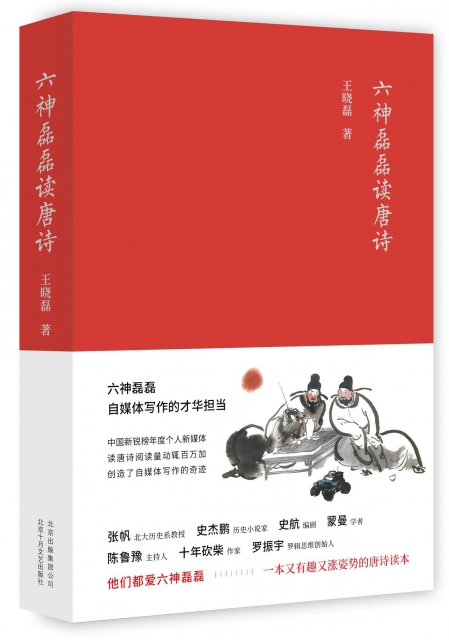 六神磊磊读唐诗
王晓磊 著
六神磊磊读唐诗
王晓磊 著
北京出版集团公司
北京十月文艺出版社
六神磊磊
自媒体写作的才华担当
中国新锐榜年度个人新媒体
读唐诗阅读量动辄百万加
创造了自媒体写作的奇迹
张帆 北大历史系教授 史杰鹏 历史小说家 史航 编剧 蒙曼 学者
陈鲁豫 主持人 十年砍柴 作家 罗振宇 罗辑思维创始人
他们都爱六神磊磊 一本又有趣又涨姿势的唐诗读本